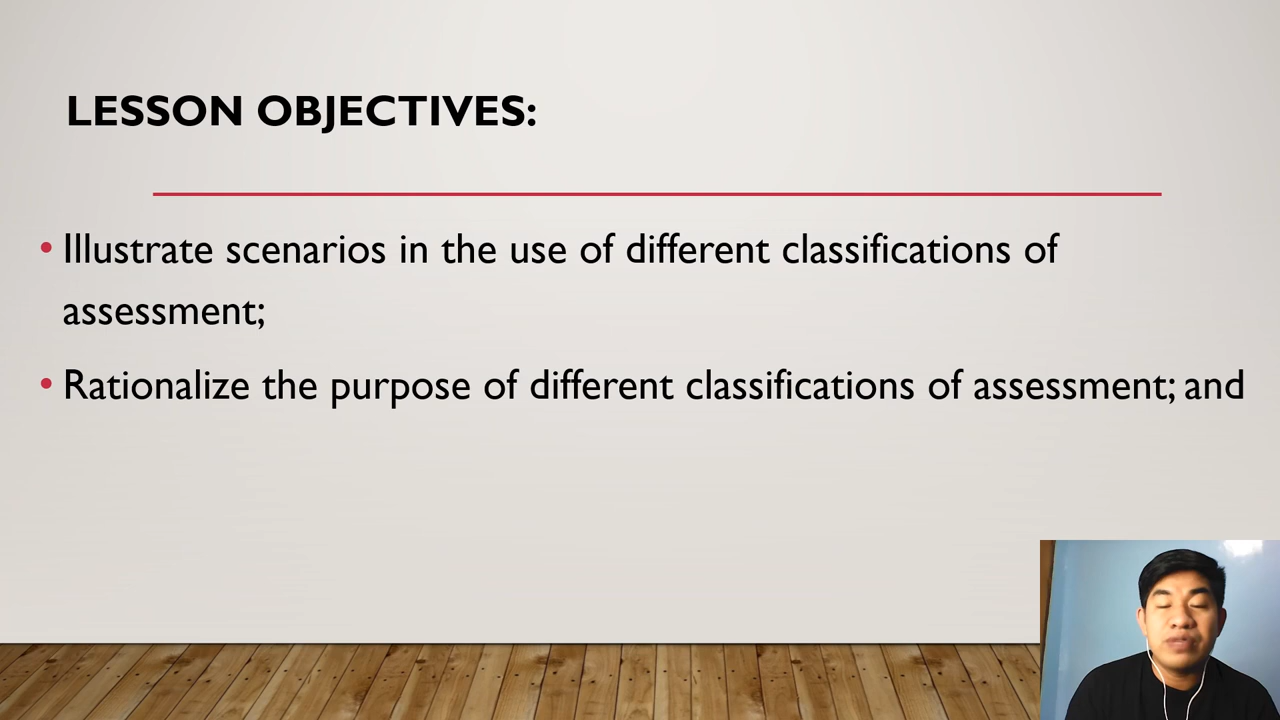 LESSON OBJECTIVES:
• Illustrate scenarios in the use of different classifications of
assessment;
• Rationalize the purpose of different classifications of assessment; and